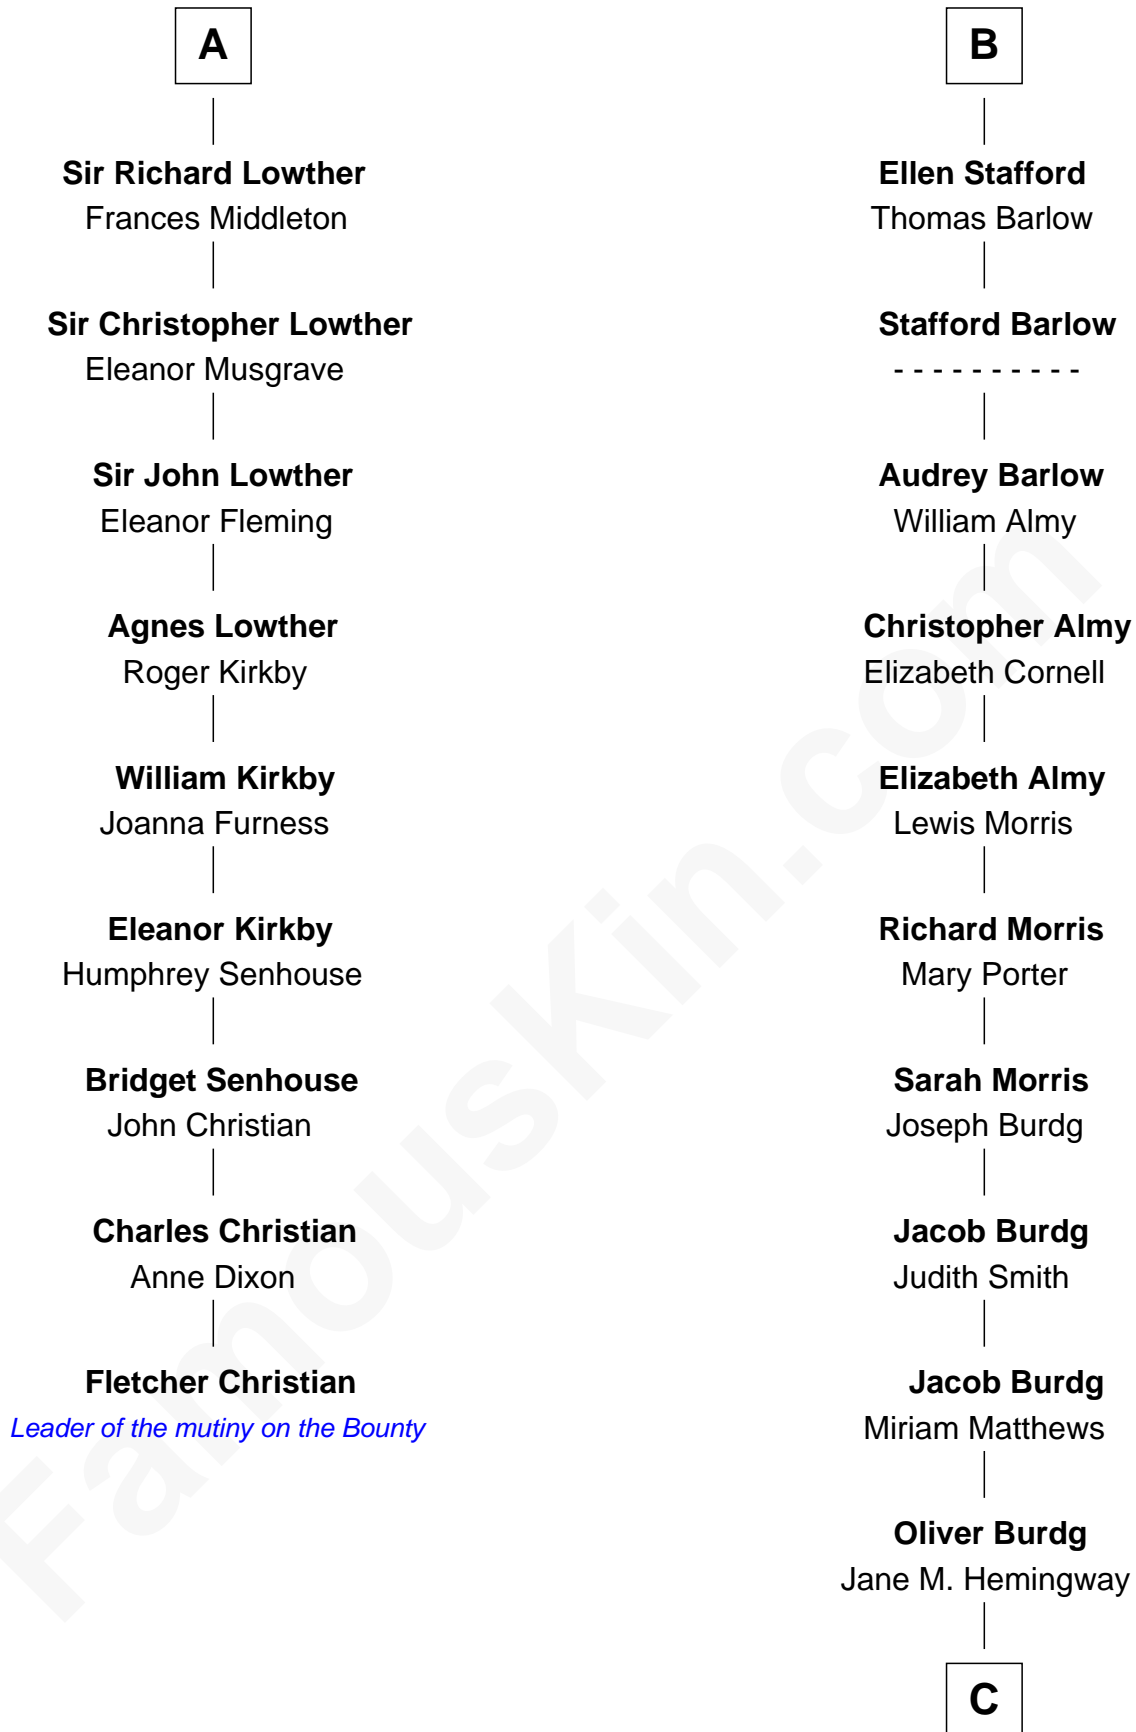 A
Sir Richard Lowther
Frances Middleton
Sir Christopher Lowther
Eleanor Musgrave
Sir John Lowther
Eleanor Fleming
Agnes Lowther
Roger Kirkby
William Kirkby
Joanna Furness
Eleanor Kirkby
Humphrey Senhouse
Bridget Senhouse
John Christian
Charles Christian
Anne Dixon
Fletcher Christian
Leader of the mutiny on the Bounty
B
Ellen Stafford
Thomas Barlow
Stafford Barlow
- - - - - - - - - -
Audrey Barlow
William Almy
Christopher Almy
Elizabeth Cornell
Elizabeth Almy
Lewis Morris
Richard Morris
Mary Porter
Sarah Morris
Joseph Burdg
Jacob Burdg
Judith Smith
Jacob Burdg
Miriam Matthews
Oliver Burdg
Jane M. Hemingway
C
FamousKin.com